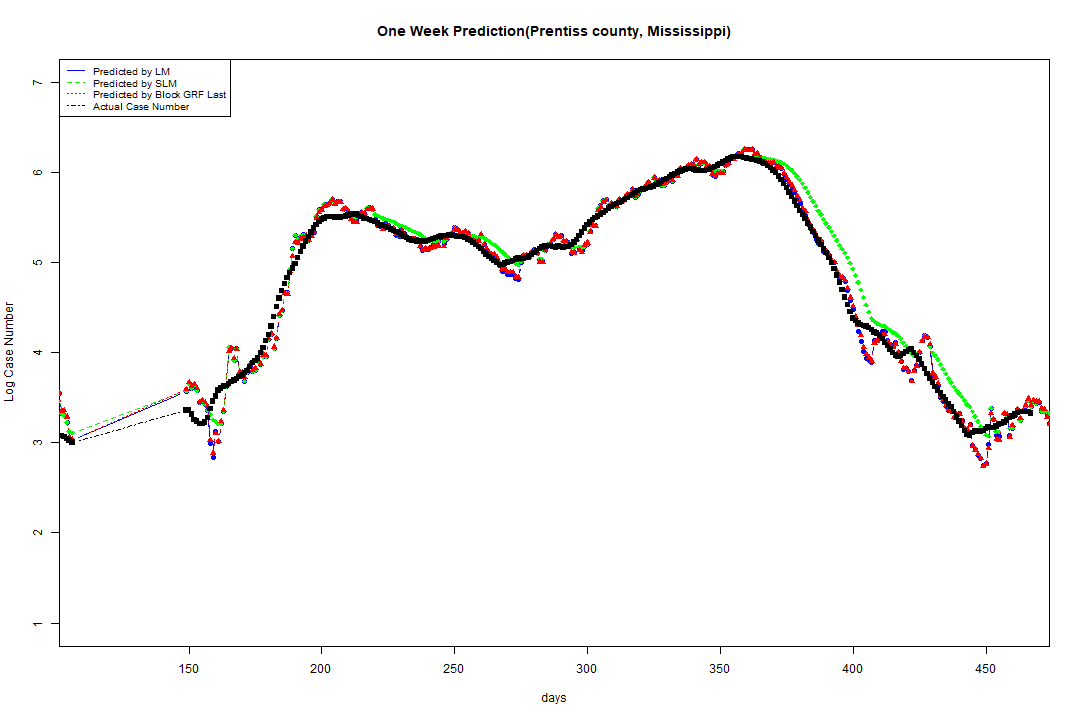 One Week Prediction(Prentiss county, Mississippi)
Predicted by LM
Predicted by SLM
Predicted by Block GRF Last
Actual Case Number
7
6
5
4
3
2
1
Log Case Number
150 200 250 300 350 400 450
days